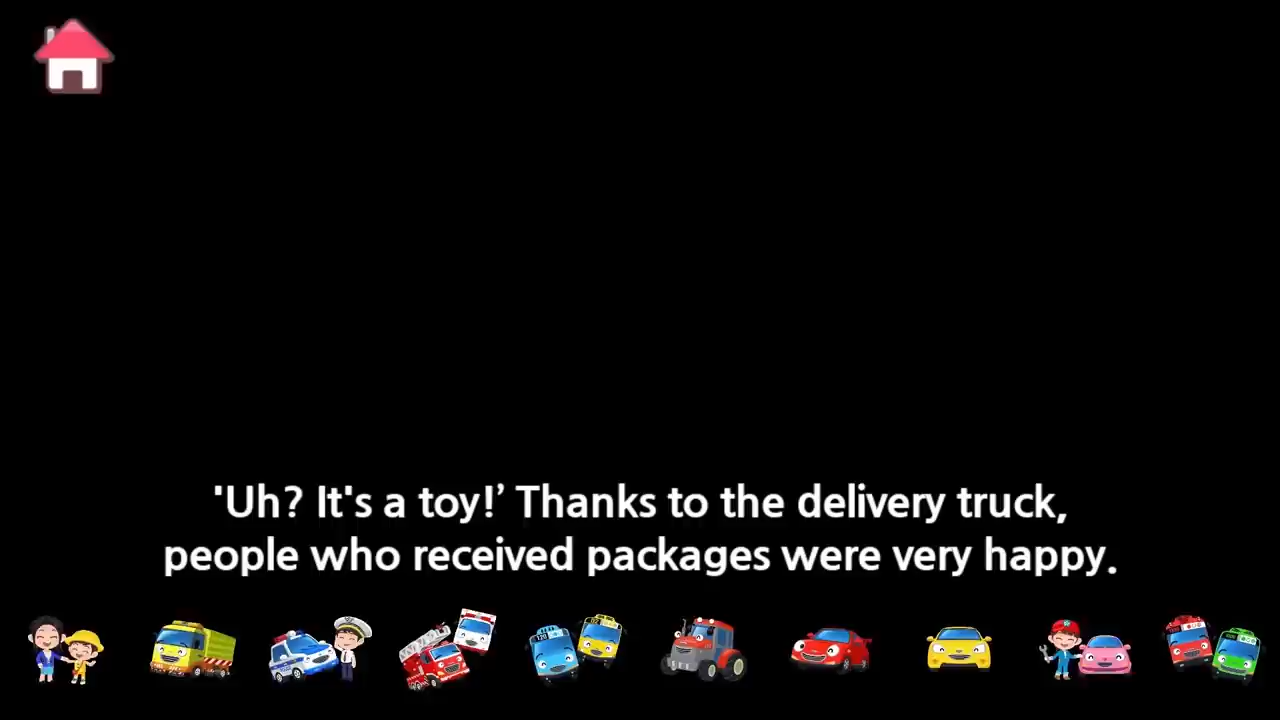 'Uh? It's a toy!’ Thanks to the delivery truck,
people who received packages were very happy.